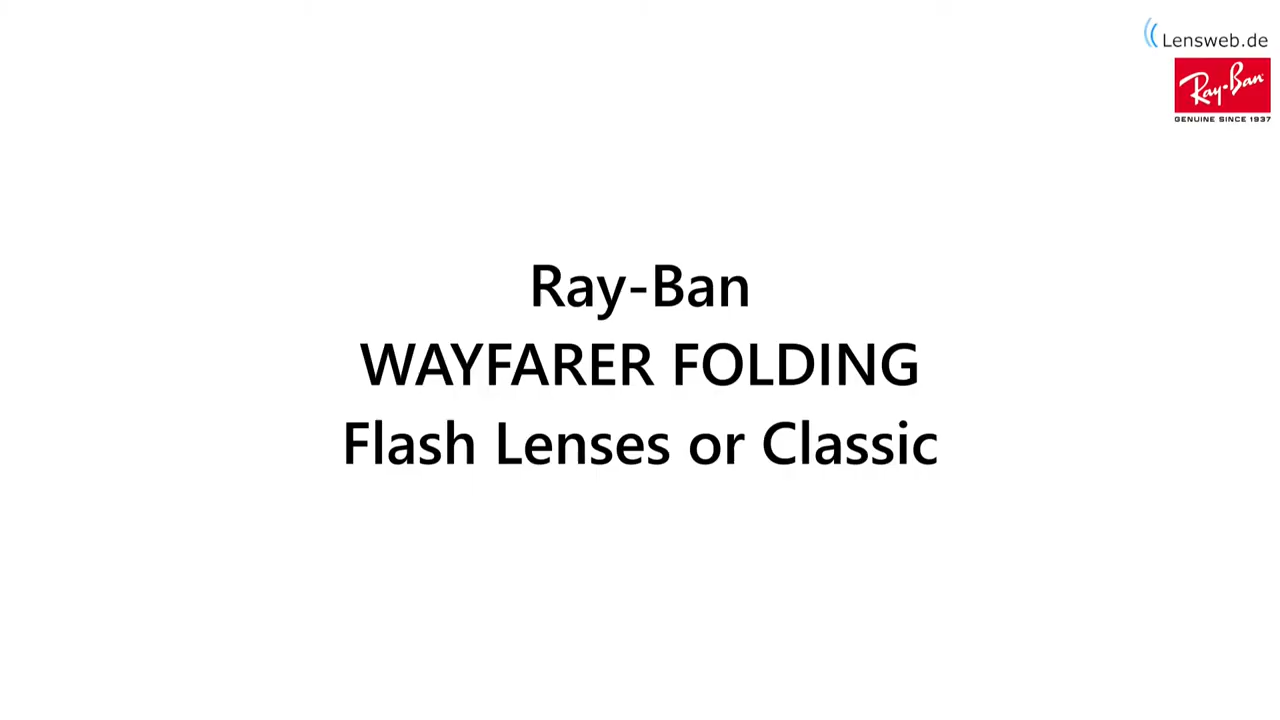 Lensweb.de
Ray-Ban
GENUINE SINCE 1937
Ray-Ban
WAYFARER FOLDING
Flash Lenses or Classic